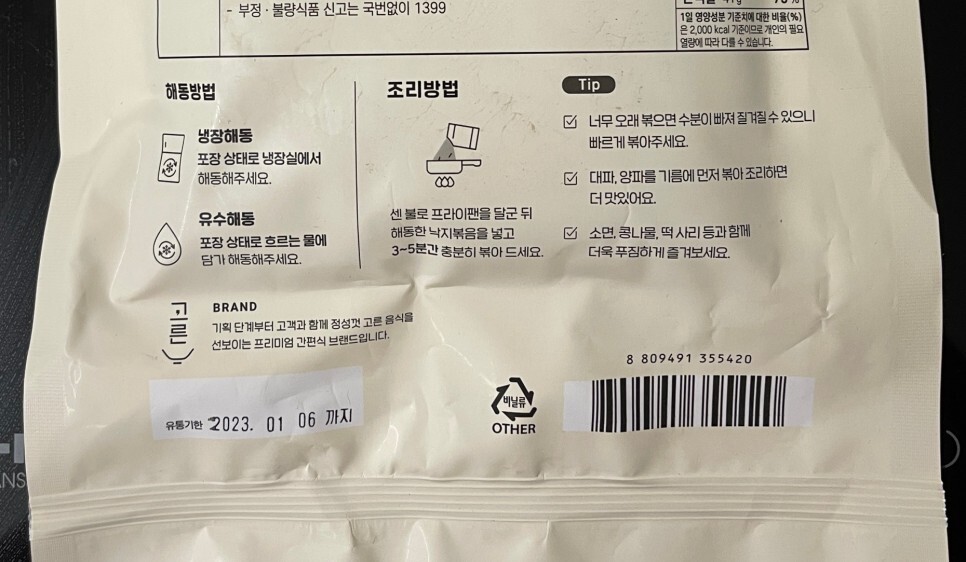 - 부정 · 불량식품 신고는 국번없이 1399
1일 영양성분 기준치에 대한 비율(%)
은 2,000 kcal 기준이므로 개인의 필요
열량에 따라 다를 수 있습니다.
해동방법
냉장해동
포장 상태로 냉장실에서
해동해주세요.
유수해동
포장 상태로 흐르는 물에
담가 해동해주세요.
조리방법
센 불로 프라이팬을 달군 뒤
해동한 낙지볶음을 넣고
3~5분간 충분히 볶아 드세요.
Tip
너무 오래 볶으면 수분이 빠져 질겨질 수 있으니
빠르게 볶아주세요.
대파, 양파를 기름에 먼저 볶아 조리하면
더 맛있어요.
소면, 콩나물, 떡 사리 등과 함께
더욱 푸짐하게 즐겨보세요.
고른
BRAND
기획 단계부터 고객과 함께 정성껏 고른 음식을
선보이는 프리미엄 간편식 브랜드입니다.
유통기한 2023. 01 06 까지
비닐류
OTHER
8 809491 355420